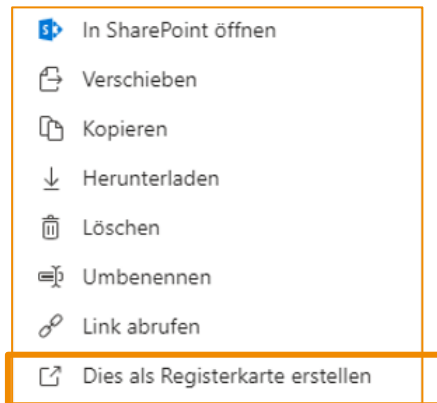 In SharePoint öffnen
Verschieben
Kopieren
Herunterladen
Löschen
Umbenennen
Link abrufen
Dies als Registerkarte erstellen